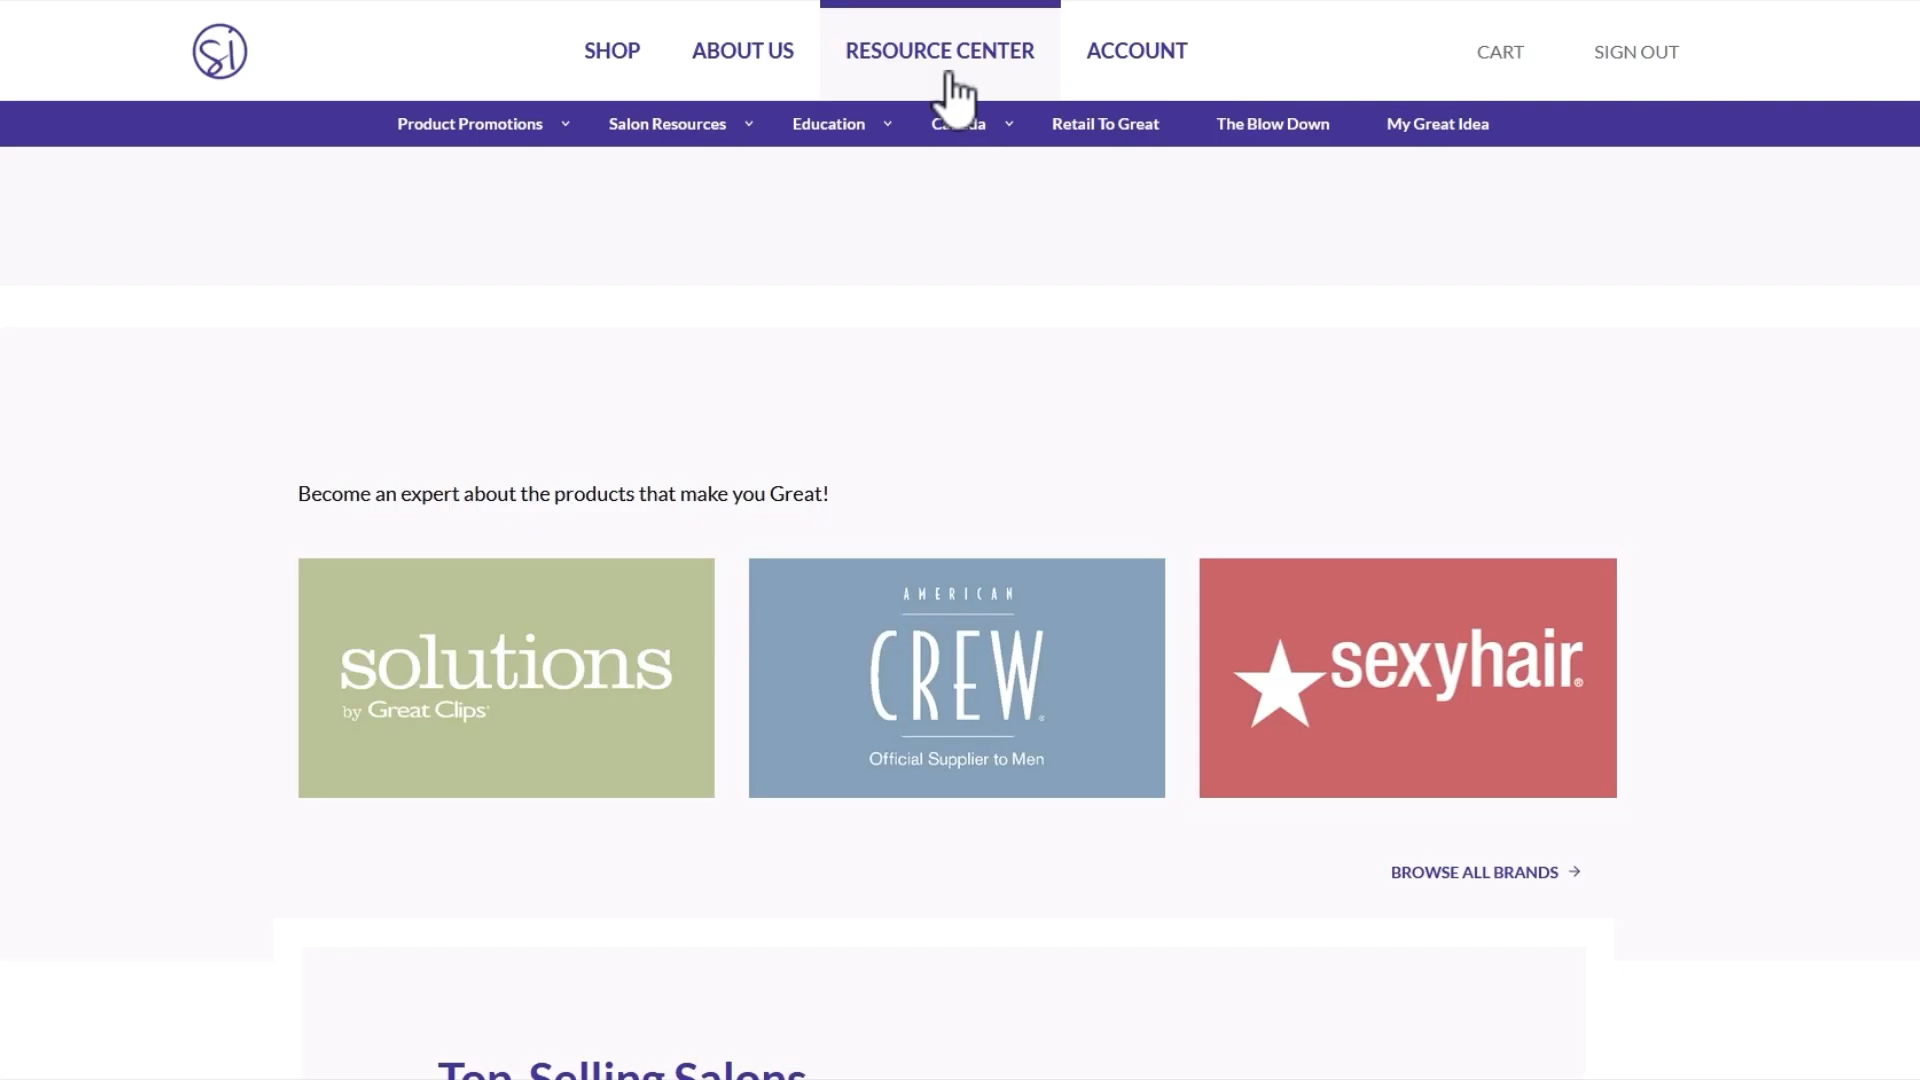 SI
SHOP
ABOUT US
RESOURCE CENTER
ACCOUNT
CART
SIGN OUT
Product Promotions
Salon Resources
Education
Retail To Great
The Blow Down
My Great Idea
Become an expert about the products that make you Great!
solutions
by Great Clips®
AMERICAN
CREW®
Official Supplier to Men
sexyhair®
BROWSE ALL BRANDS →
Top-Selling Salons